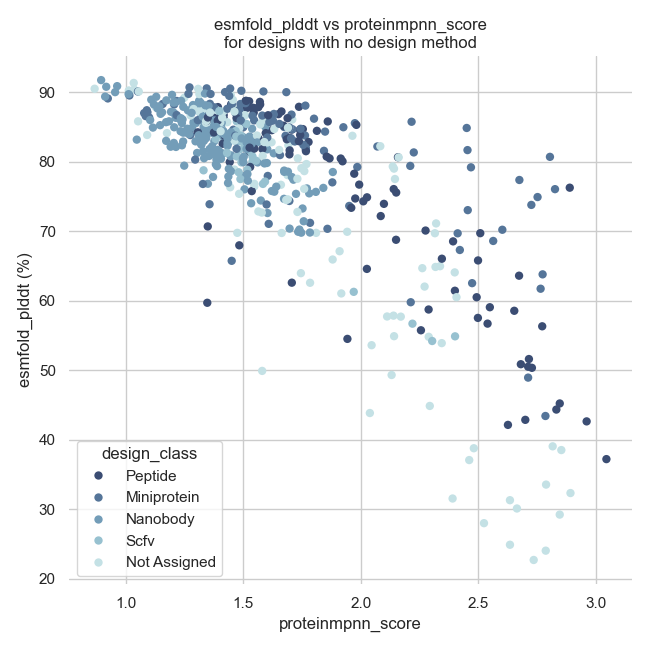 esmfold_plddt vs proteinmpnn_score
for designs with no design method
esmfold_plddt (%)
90
80
70
60
50
40
30
20
design_class
Peptide
Miniprotein
Nanobody
Scfv
Not Assigned
1.0 1.5 2.0 2.5 3.0
proteinmpnn_score